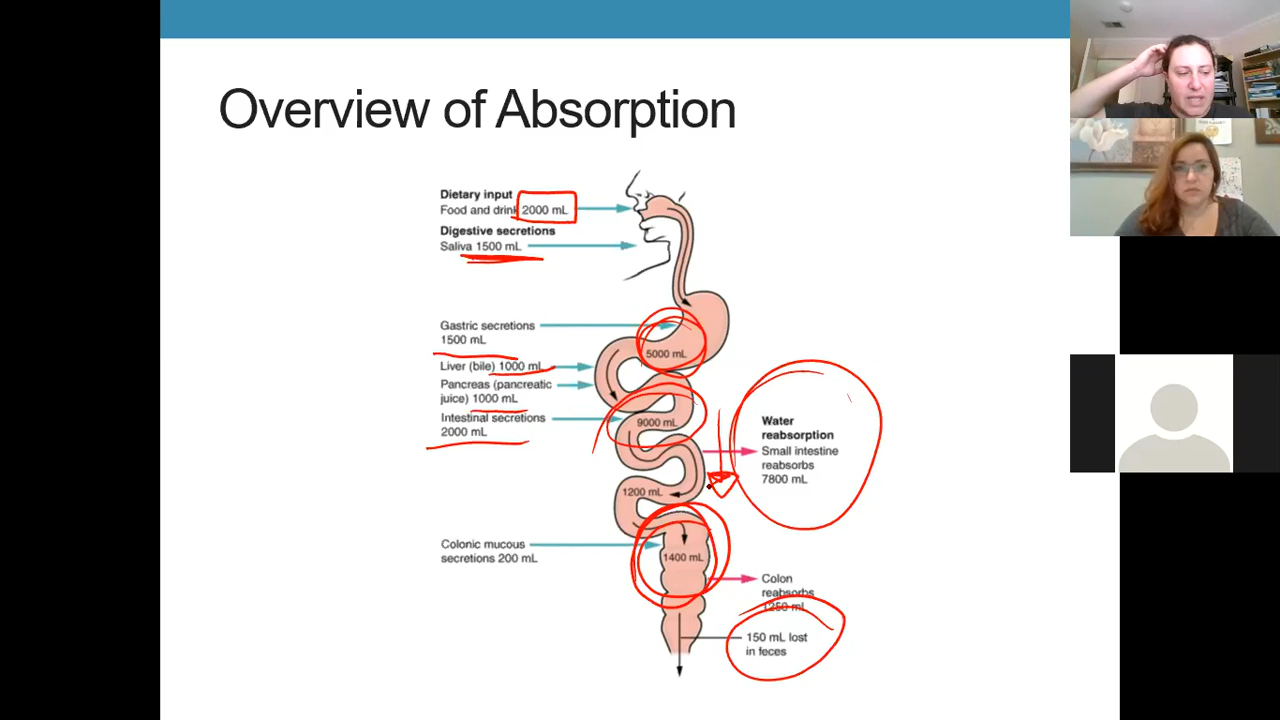 Overview of Absorption
Dietary input
Food and drink 2000 mL
Digestive secretions
Saliva 1500 mL
Gastric secretions
1500 mL
Liver (bile) 1000 mL
Pancreas (pancreatic
juice) 1000 mL
Intestinal secretions
2000 mL
5000 mL
9000 mL
Water
reabsorption
Small intestine
reabsorbs
7800 mL
1200 mL
Colonic mucous
secretions 200 mL
1400 mL
Colon
reabsorbs
1250 mL
150 mL lost
in feces